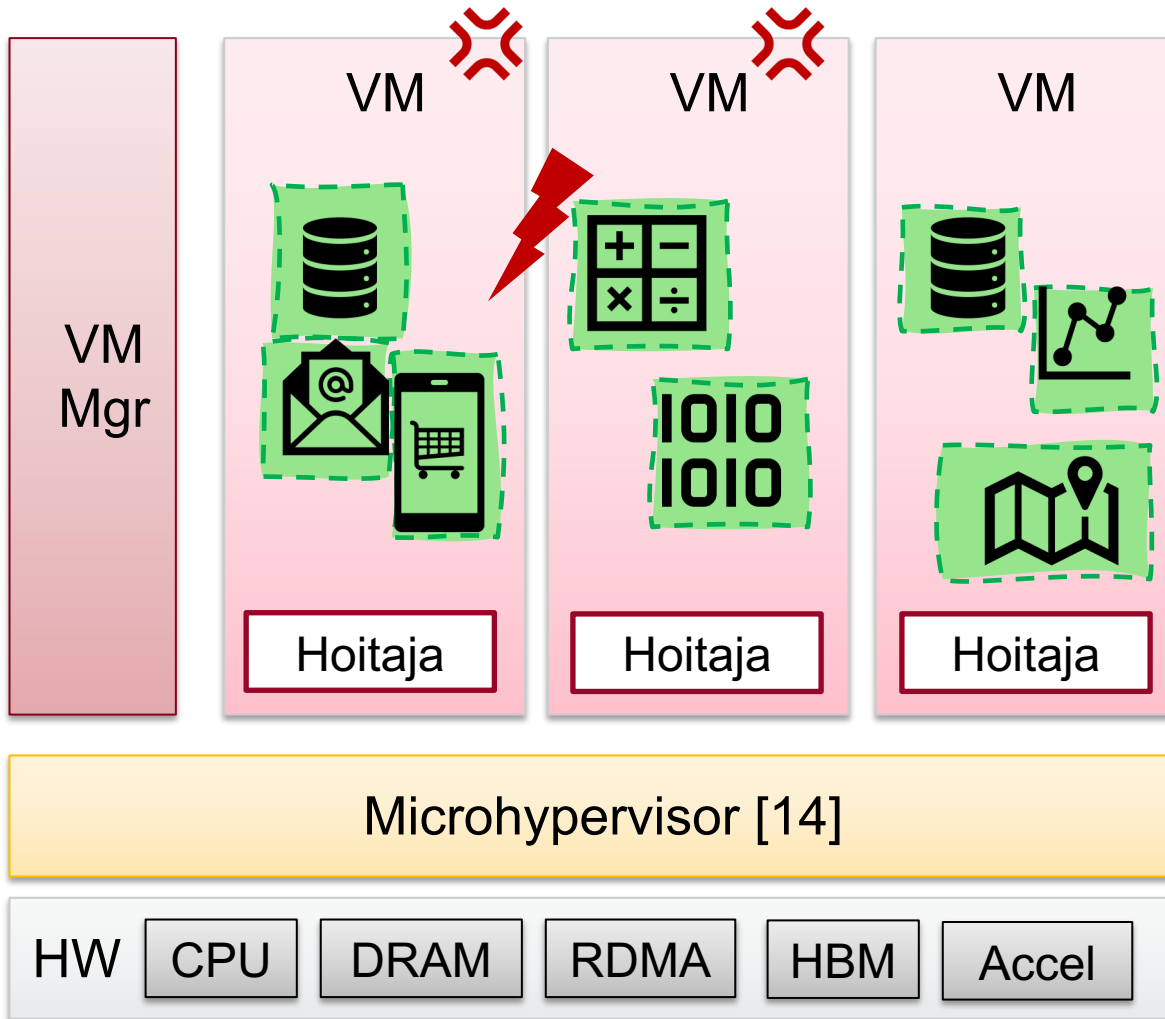 VM
VM
VM
VM
Mgr
@
+ −
× ÷
1010
1010
Hoitaja
Hoitaja
Hoitaja
Microhypervisor [14]
HW
CPU
DRAM
RDMA
HBM
Accel